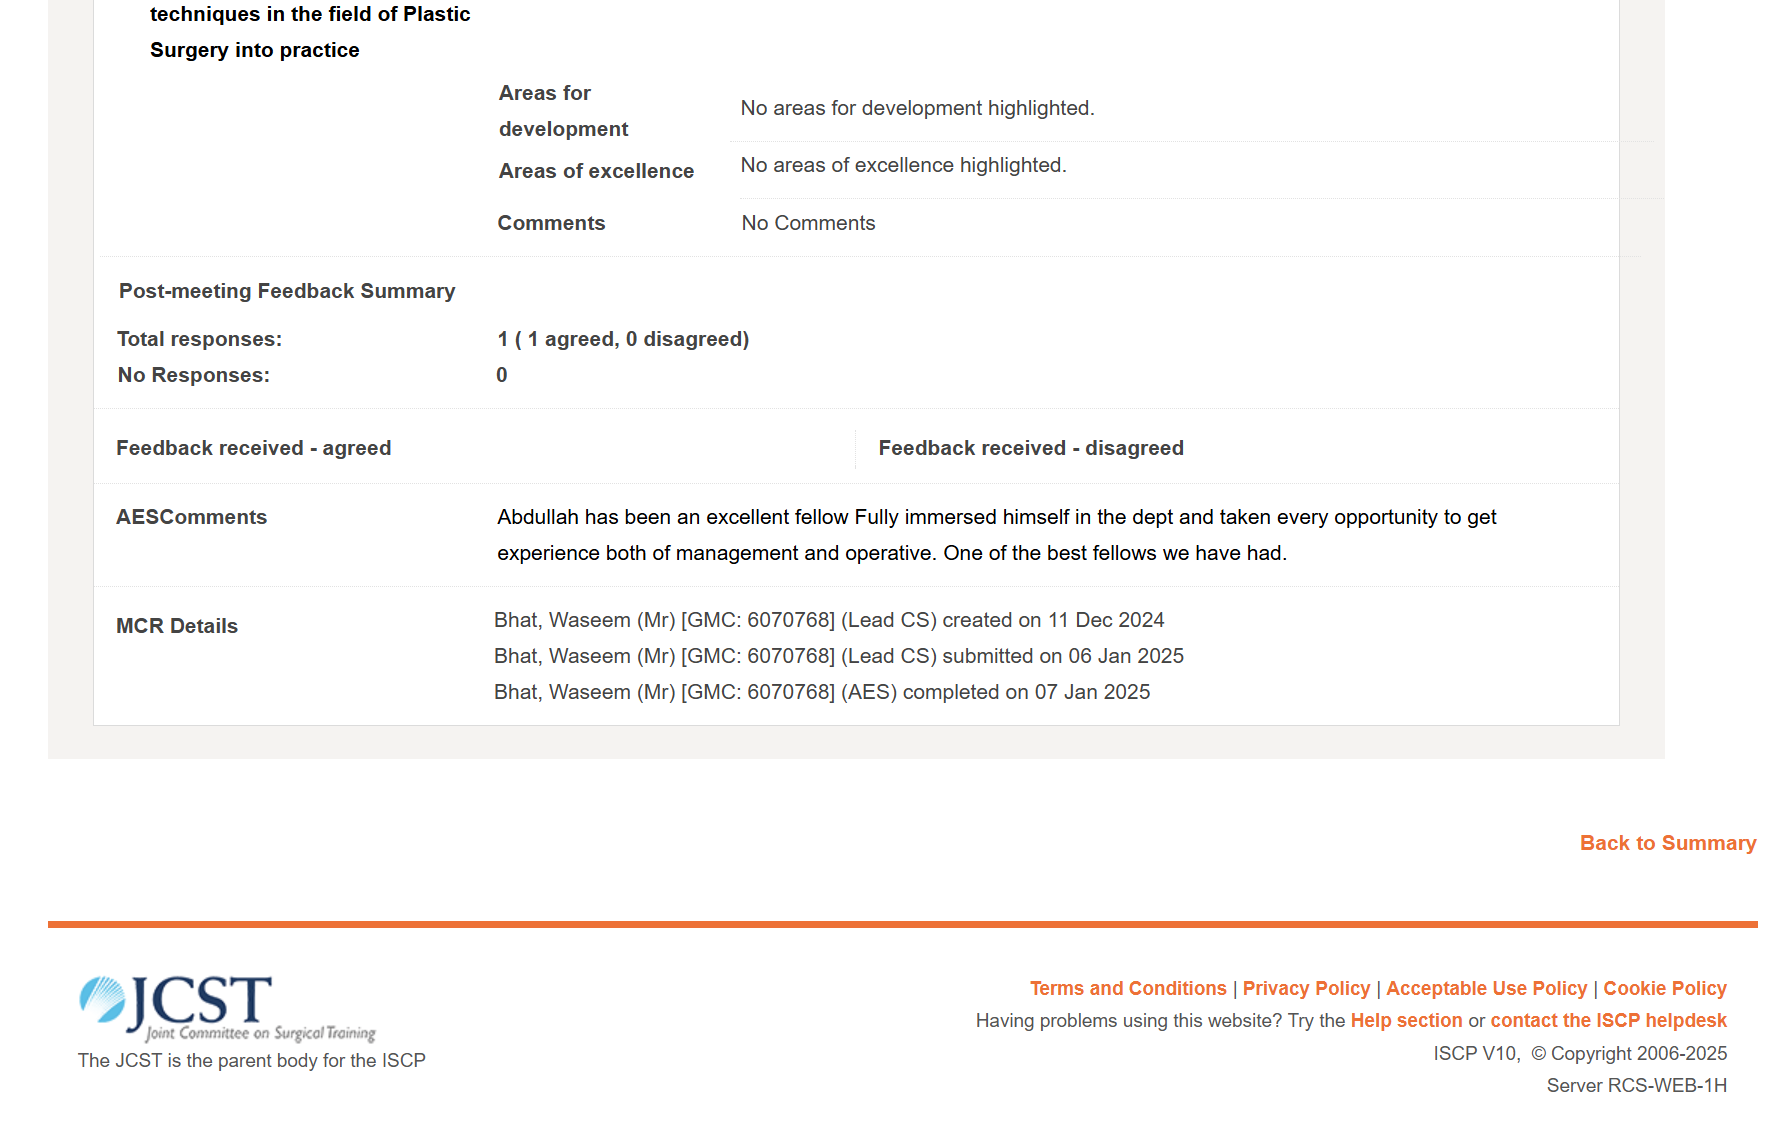 techniques in the field of Plastic
Surgery into practice
Areas for
development
No areas for development highlighted.
Areas of excellence
No areas of excellence highlighted.
Comments
No Comments
Post-meeting Feedback Summary
Total responses:
1 ( 1 agreed, 0 disagreed)
No Responses:
0
Feedback received - agreed
Feedback received - disagreed
AESComments
Abdullah has been an excellent fellow Fully immersed himself in the dept and taken every opportunity to get
experience both of management and operative. One of the best fellows we have had.
MCR Details
Bhat, Waseem (Mr) [GMC: 6070768] (Lead CS) created on 11 Dec 2024
Bhat, Waseem (Mr) [GMC: 6070768] (Lead CS) submitted on 06 Jan 2025
Bhat, Waseem (Mr) [GMC: 6070768] (AES) completed on 07 Jan 2025
Back to Summary
JCST
Joint Committee on Surgical Training
The JCST is the parent body for the ISCP
Terms and Conditions | Privacy Policy | Acceptable Use Policy | Cookie Policy
Having problems using this website? Try the Help section or contact the ISCP helpdesk
ISCP V10, © Copyright 2006-2025
Server RCS-WEB-1H